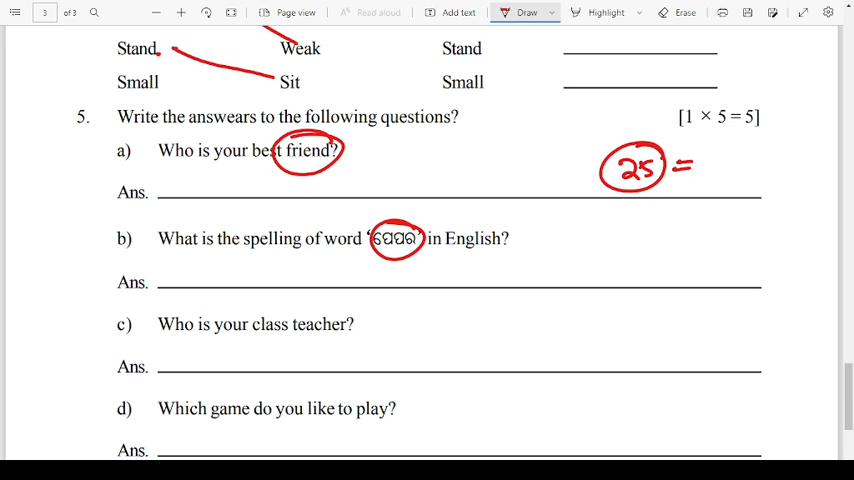 3 of 3 Page view Read aloud Add text Draw Highlight Erase
Stand Weak Stand
Small Sit Small
5. Write the answears to the following questions? [1 × 5 = 5]
a) Who is your best friend?
25 =
Ans.
b) What is the spelling of word ‘ପେପର’ in English?
Ans.
c) Who is your class teacher?
Ans.
d) Which game do you like to play?
Ans.